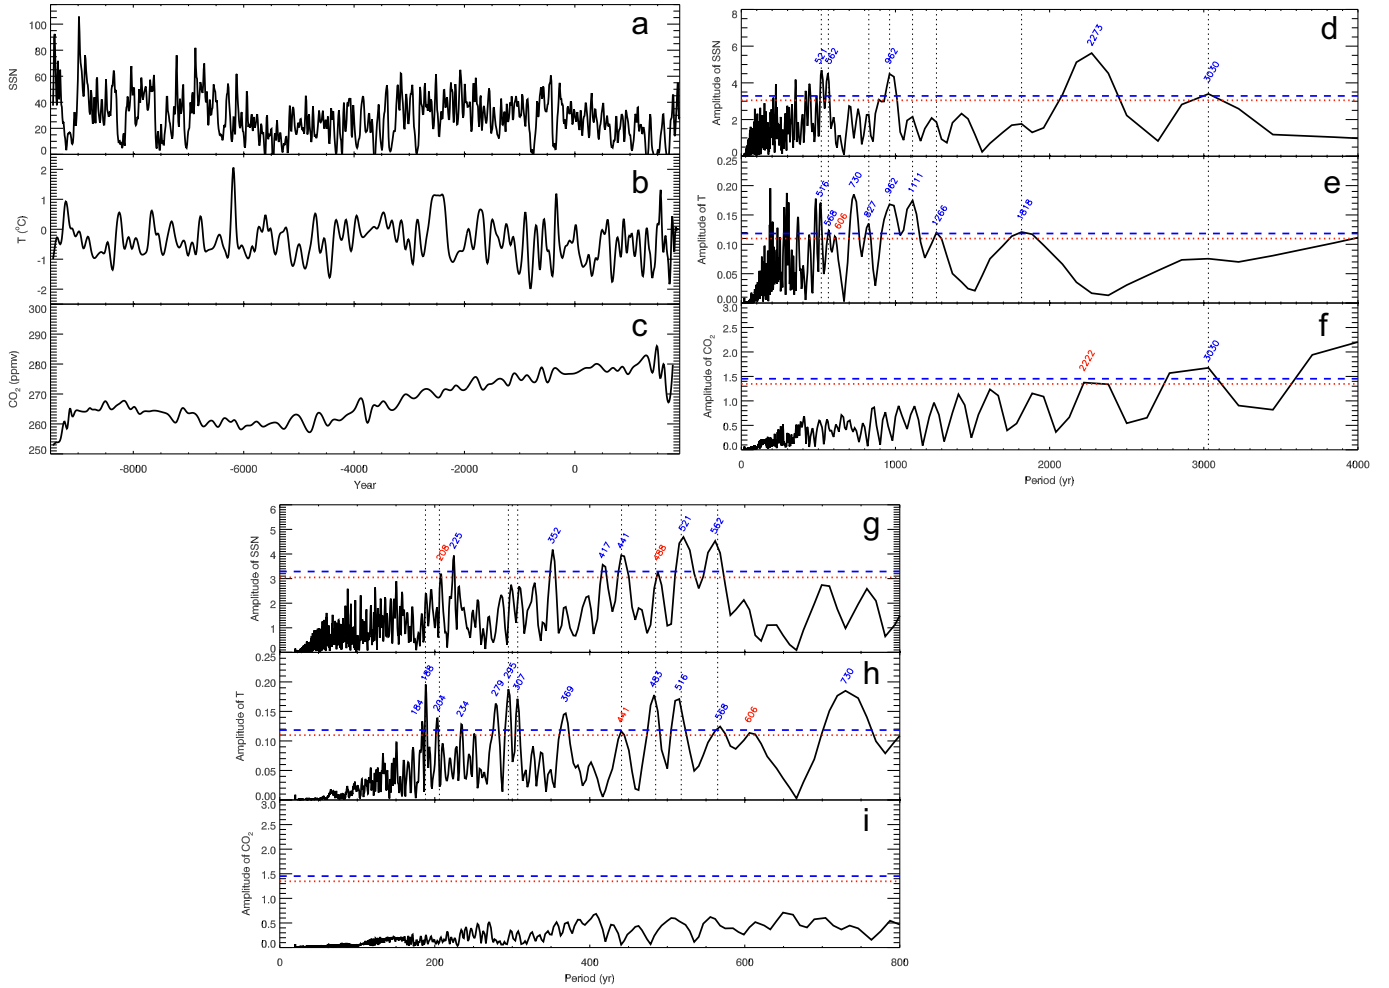 a
SSN
100
80
60
40
20
0
b
T (°C)
2
1
0
-1
-2
c
CO2 (ppmv)
300
290
280
270
260
250
-8000 -6000 -4000 -2000 0
Year
d
Amplitude of SSN
8
6
4
2
0
521 562 962 2273 3030
e
Amplitude of T
0.25
0.20
0.15
0.10
0.05
0.00
516 568 606 730 827 962 1111 1266 1818
f
Amplitude of CO2
3.0
2.5
2.0
1.5
1.0
0.5
0.0
2222 3030
0 1000 2000 3000 4000
Period (yr)
g
Amplitude of SSN
6
5
4
3
2
1
0
208 225 352 417 441 488 521 562
h
Amplitude of T
0.25
0.20
0.15
0.10
0.05
0.00
184 188 204 234 279 295 307 369 441 483 516 568 606 730
i
Amplitude of CO2
3.0
2.5
2.0
1.5
1.0
0.5
0.0
0 200 400 600 800
Period (yr)